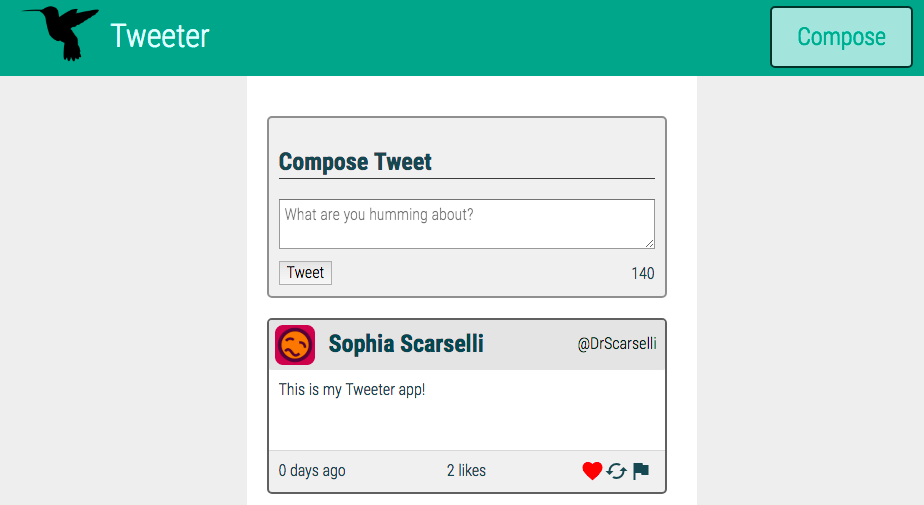 Tweeter
Compose
Compose Tweet
What are you humming about?
Tweet 140
Sophia Scarselli @DrScarselli
This is my Tweeter app!
0 days ago 2 likes